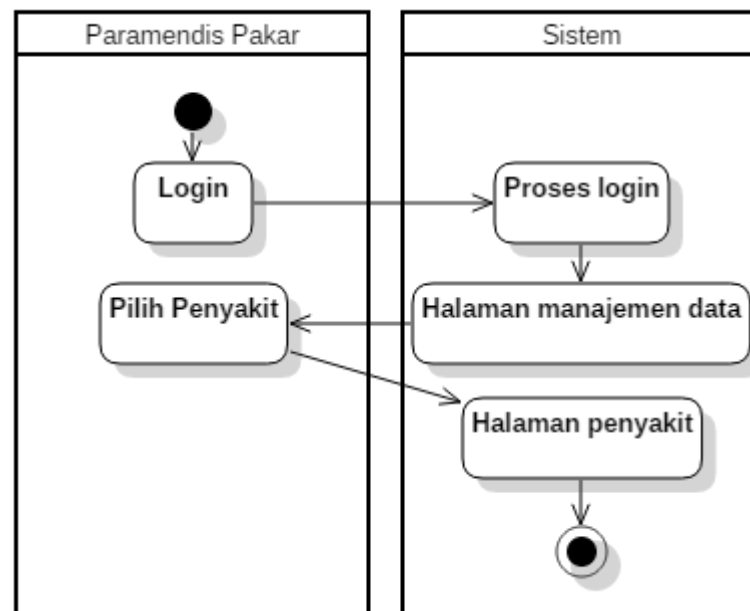 Paramendis Pakar
Sistem
Login
Proses login
Pilih Penyakit
Halaman manajemen data
Halaman penyakit